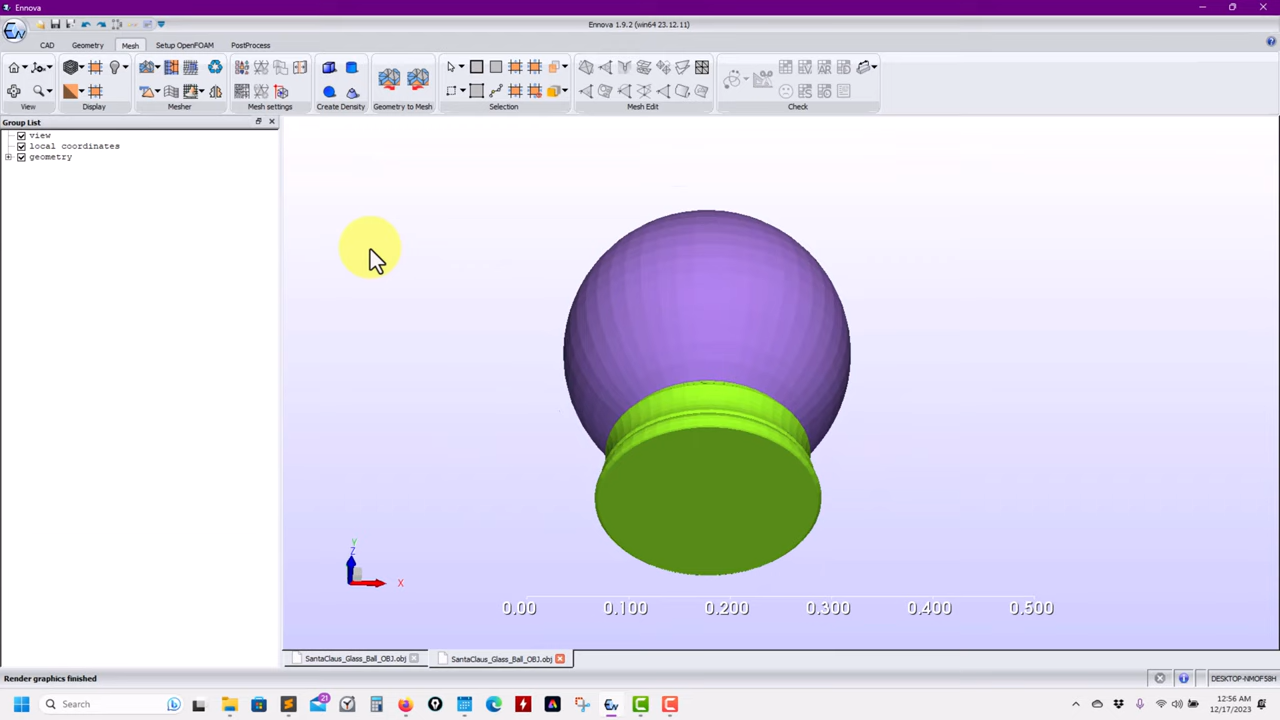 Ennova
Ennova 1.9.2 (win64 23.12.11)
CAD Geometry Mesh Setup OpenFOAM PostProcess
View Display Mesher Mesh settings Create Density Geometry to Mesh Selection Mesh Edit Check
Group List
view
local coordinates
geometry
Y
Z
X
0.00 0.100 0.200 0.300 0.400 0.500
SantaClaus_Glass_Ball_OBJ.obj SantaClaus_Glass_Ball_OBJ.obj
Render graphics finished
DESKTOP-NMOF58H
Search
21
12:56 AM
12/17/2023